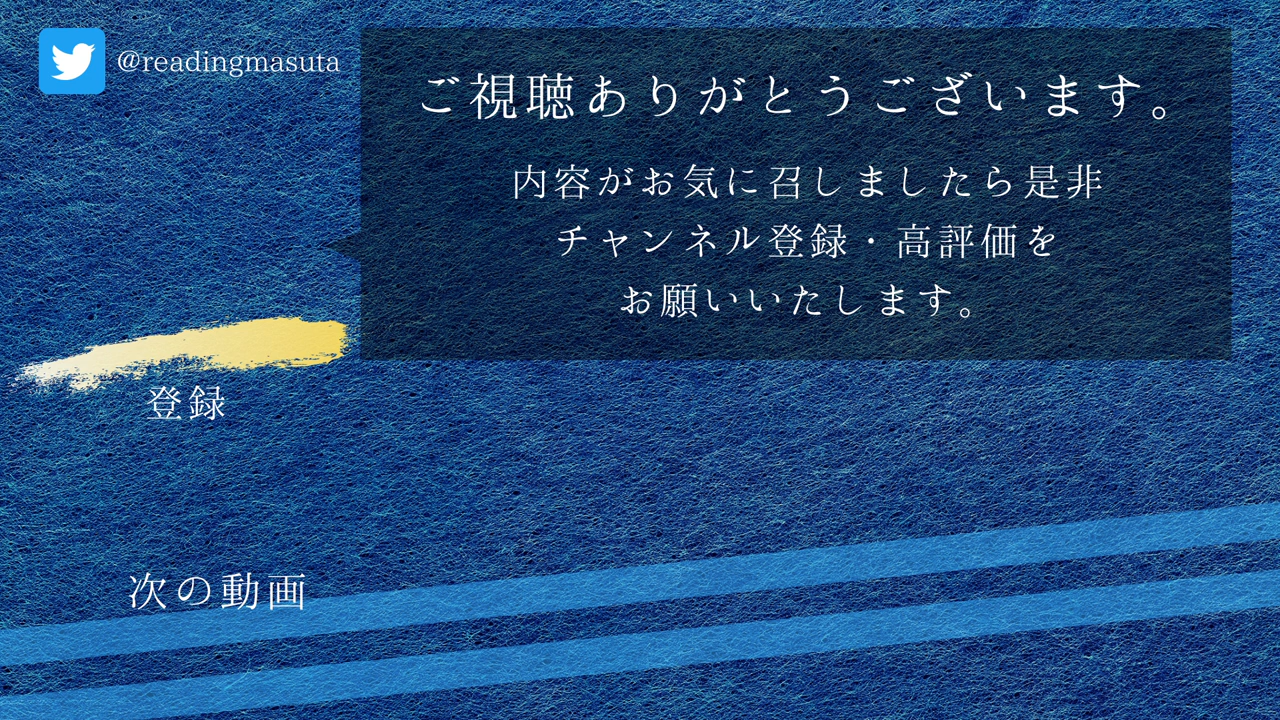 @readingmasuta
ご視聴ありがとうございます。
内容がお気に召しましたら是非
チャンネル登録・高評価を
お願いいたします。
登録
次の動画